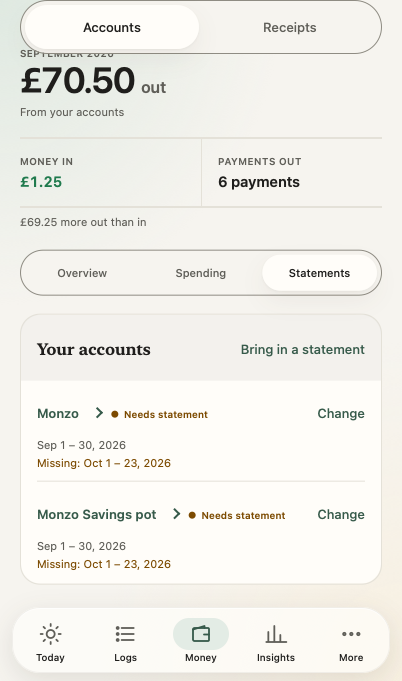 Accounts
Receipts
SEPTEMBER 2026
£70.50 out
From your accounts
MONEY IN
£1.25
PAYMENTS OUT
6 payments
£69.25 more out than in
Overview
Spending
Statements
Your accounts
Bring in a statement
Monzo
Needs statement
Change
Sep 1 – 30, 2026
Missing: Oct 1 – 23, 2026
Monzo Savings pot
Needs statement
Change
Sep 1 – 30, 2026
Missing: Oct 1 – 23, 2026
Today
Logs
Money
Insights
More